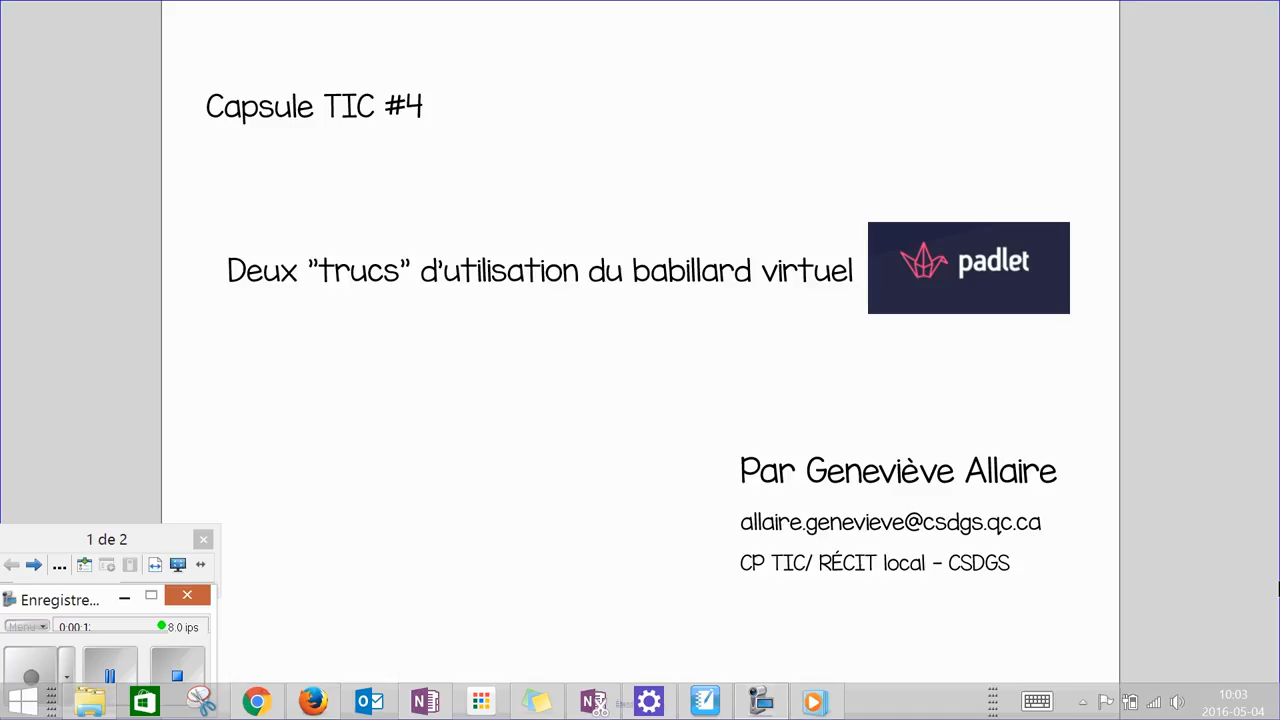 Capsule TIC #4
Deux "trucs" d'utilisation du babillard virtuel
padlet
Par Geneviève Allaire
allaire.genevieve@csdgs.qc.ca
CP TIC/ RÉCIT local - CSDGS
1 de 2
Enregistre...
Menu
0:00:1
8.0 ips
10:03
2016-05-04